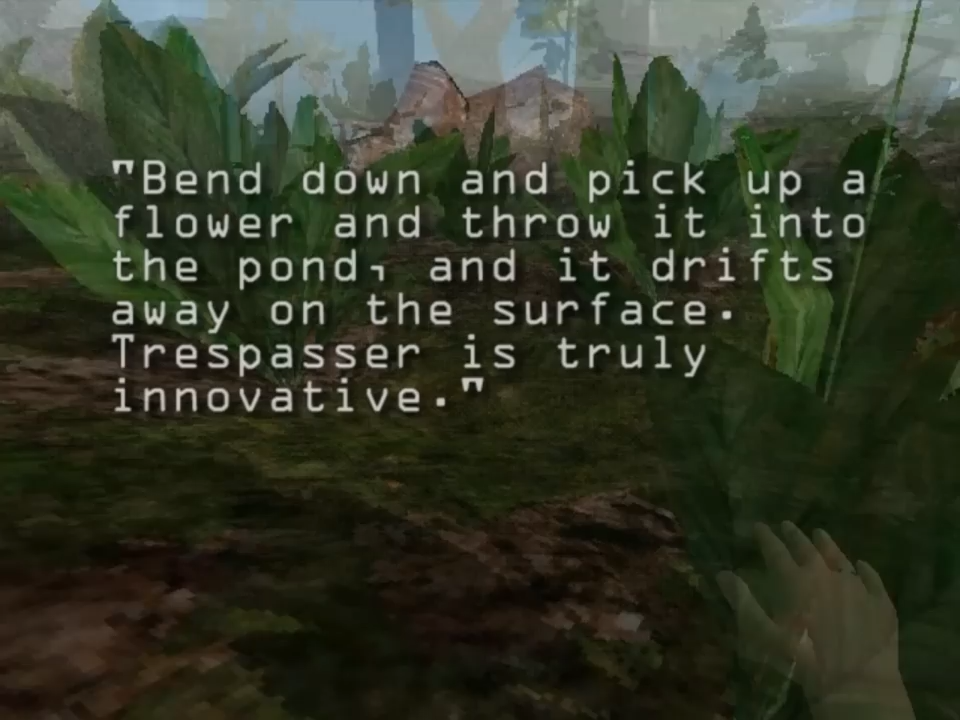 "Bend down and pick up a
flower and throw it into
the pond, and it drifts
away on the surface.
Trespasser is truly
innovative."